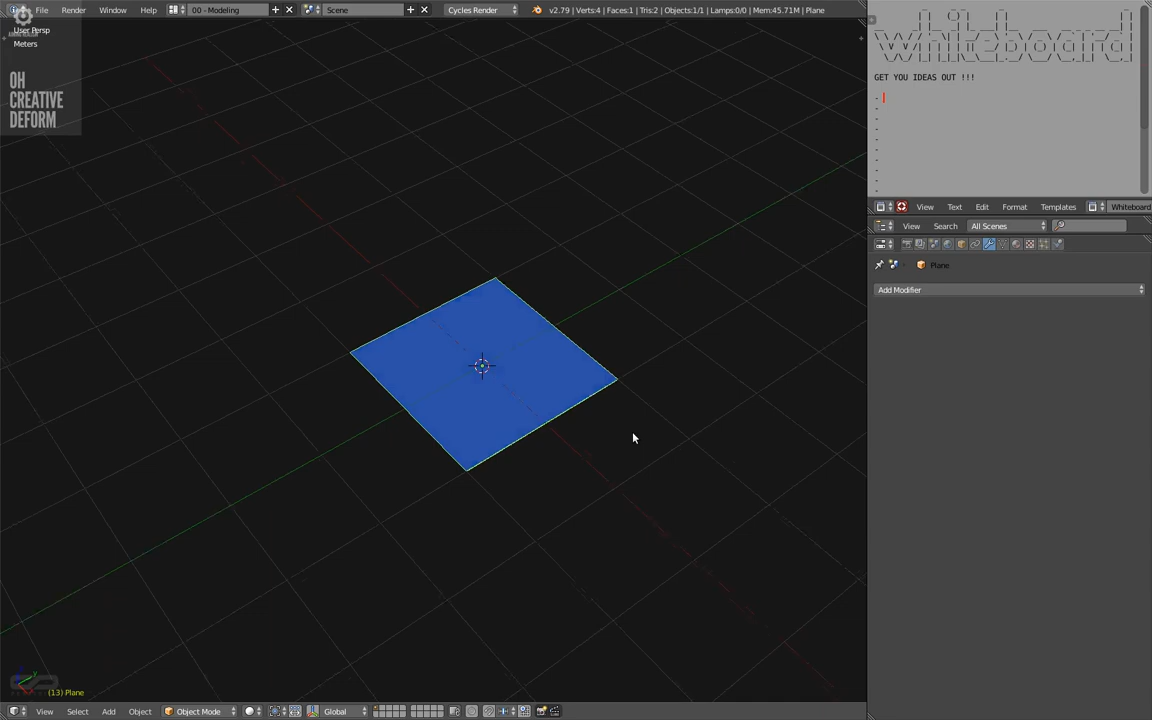 File Render Window Help 00 - Modeling Scene Cycles Render v2.79 | Verts:4 | Faces:1 | Tris:2 | Objects:1/1 | Lamps:0/0 | Mem:45.71M | Plane
User Persp
Meters
OH
CREATIVE
DEFORM
whiteboard
GET YOU IDEAS OUT !!!
-
-
-
-
-
-
-
-
-
-
View Text Edit Format Templates Whiteboard
View Search All Scenes
Plane
Add Modifier
(13) Plane
View Select Add Object Object Mode Global